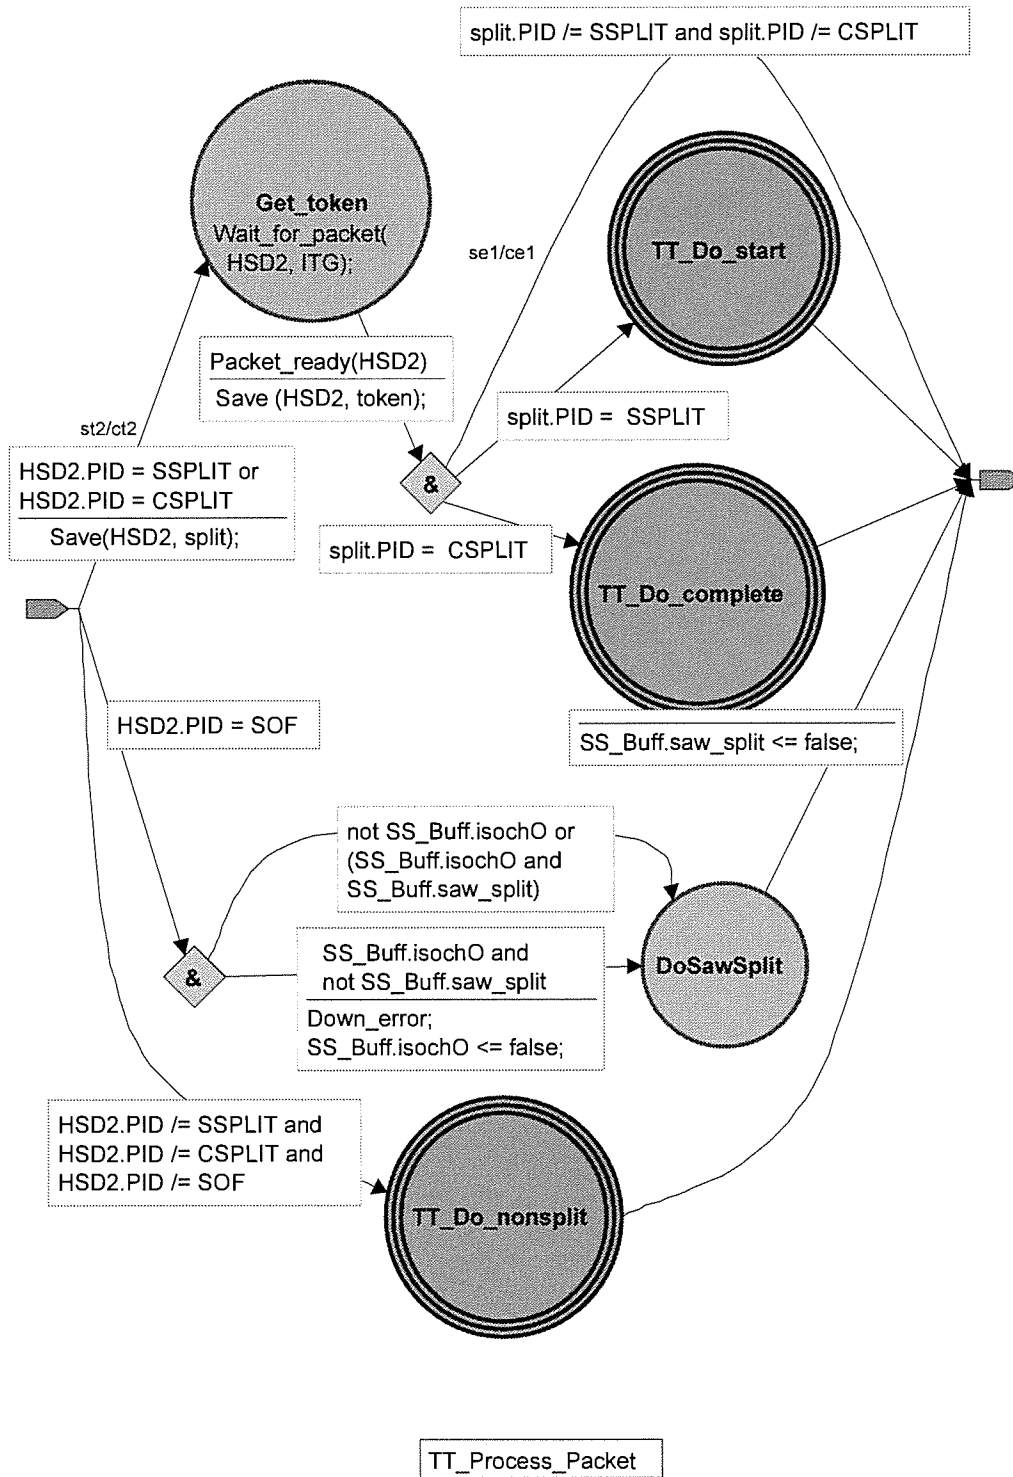 split.PID /= SSPLIT and split.PID /= CSPLIT
Get_token
Wait_for_packet(
HSD2, ITG);
TT_Do_start
se1/ce1
Packet_ready(HSD2)
Save (HSD2, token);
st2/ct2
split.PID = SSPLIT
HSD2.PID = SSPLIT or
HSD2.PID = CSPLIT
Save(HSD2, split);
&
split.PID = CSPLIT
TT_Do_complete
HSD2.PID = SOF
SS_Buff.saw_split <= false;
not SS_Buff.isochO or
(SS_Buff.isochO and
SS_Buff.saw_split)
&
SS_Buff.isochO and
not SS_Buff.saw_split
Down_error;
SS_Buff.isochO <= false;
DoSawSplit
HSD2.PID /= SSPLIT and
HSD2.PID /= CSPLIT and
HSD2.PID /= SOF
TT_Do_nonsplit
TT_Process_Packet